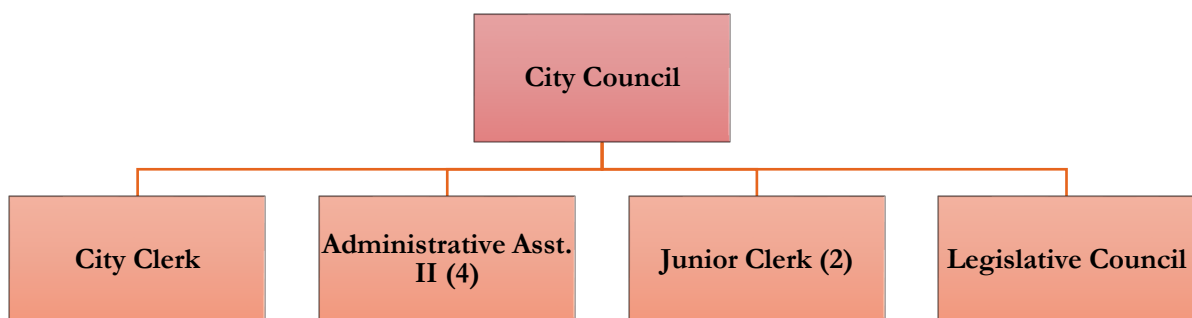 City Council
City Clerk
Administrative Asst.
II (4)
Junior Clerk (2)
Legislative Council